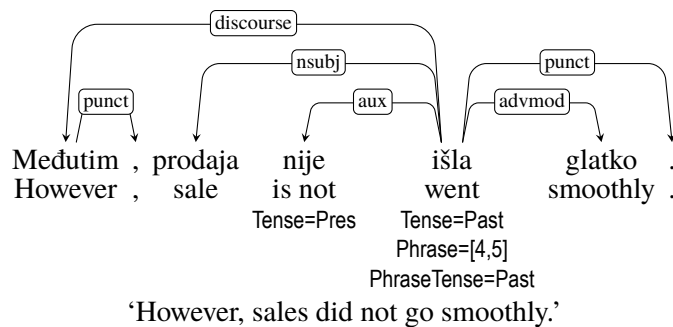 discourse
nsubj punct
punct aux advmod
Međutim , prodaja nije išla glatko .
However , sale is not went smoothly .
Tense=Pres Tense=Past
Phrase=[4,5]
PhraseTense=Past
‘However, sales did not go smoothly.’